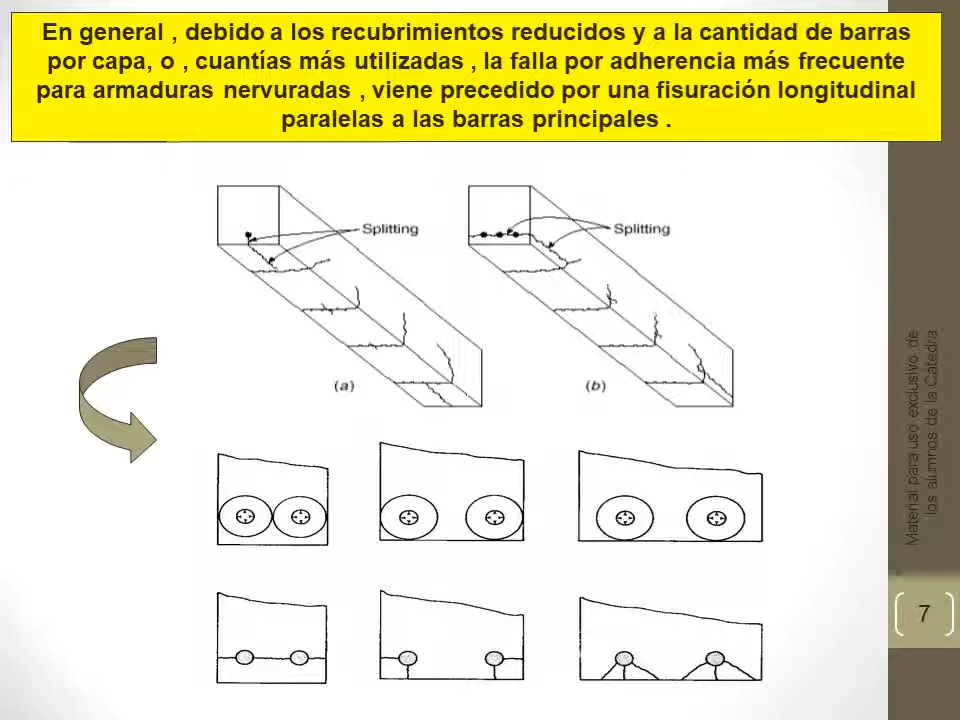 En general , debido a los recubrimientos reducidos y a la cantidad de barras
por capa, o , cuantías más utilizadas , la falla por adherencia más frecuente
para armaduras nervuradas , viene precedido por una fisuración longitudinal
paralelas a las barras principales .
Splitting
Splitting
(a)
(b)
Material para uso exclusivo de
los alumnos de la Catedra
7